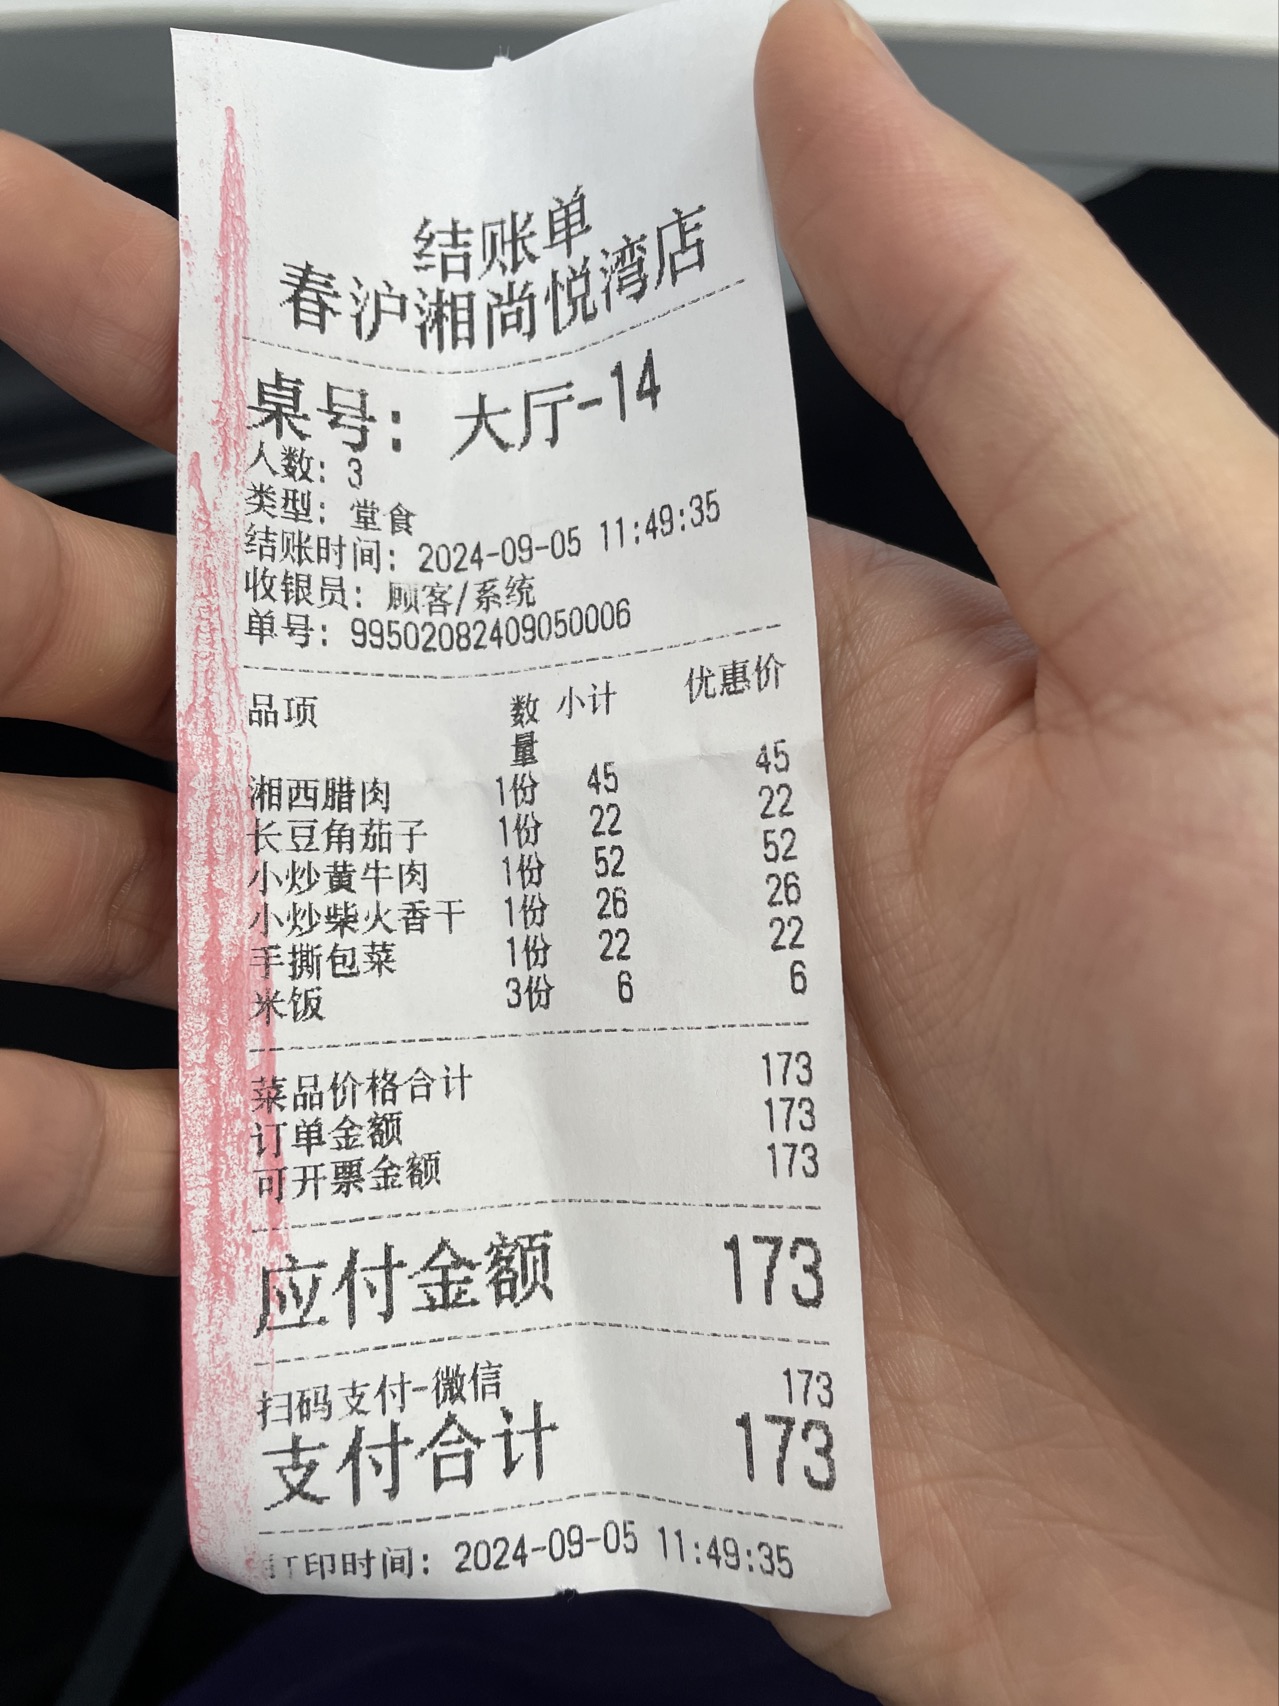 结账单
春沪湘尚悦湾店
桌号: 大厅-14
人数: 3
类型: 堂食
结账时间: 2024-09-05 11:49:35
收银员: 顾客/系统
单号: 99502082409050006
品项 数量 小计 优惠价
湘西腊肉 1份 45 45
长豆角茄子 1份 22 22
小炒黄牛肉 1份 52 52
小炒柴火香干 1份 26 26
手撕包菜 1份 22 22
米饭 3份 6 6
菜品价格合计 173
订单金额 173
可开票金额 173
应付金额 173
扫码支付-微信 173
支付合计 173
打印时间: 2024-09-05 11:49:35